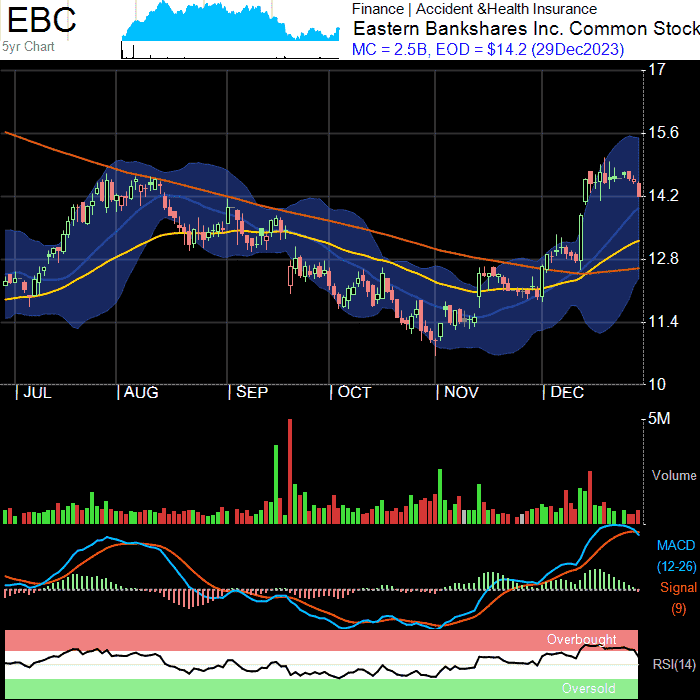 EBC
5yr Chart
Finance | Accident &Health Insurance
Eastern Bankshares Inc. Common Stock
MC = 2.5B, EOD = $14.2 (29Dec2023)
17
15.6
14.2
12.8
11.4
10
| JUL | AUG | SEP | OCT | NOV | DEC
5M
Volume
MACD
(12-26)
Signal
(9)
Overbought
RSI(14)
Oversold